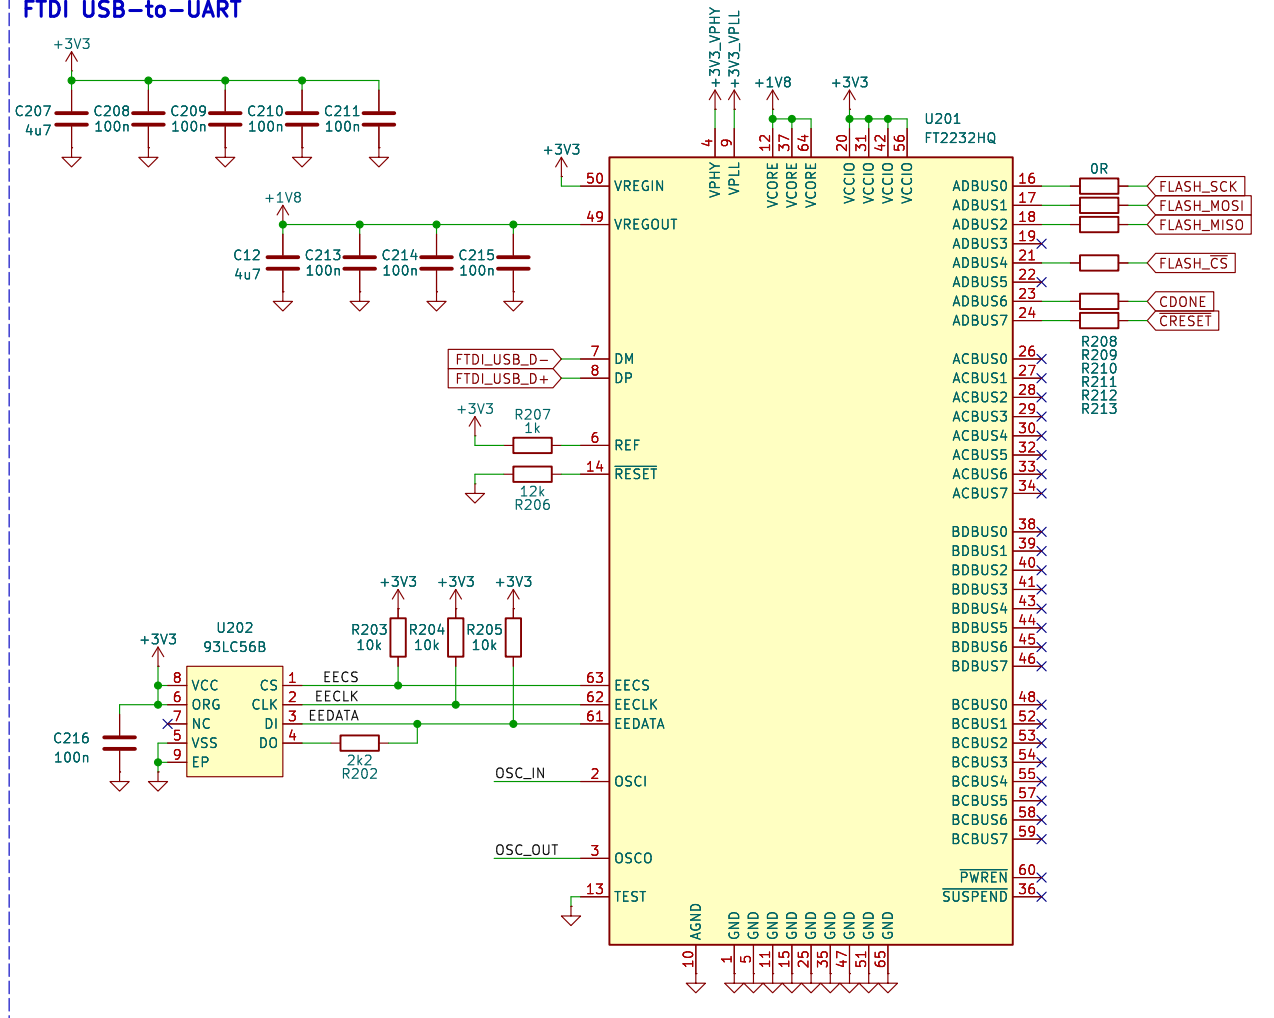 FTDI USB-to-UART
+3V3
C207
4u7
C208
100n
C209
100n
C210
100n
C211
100n
+1V8
C12
4u7
C213
100n
C214
100n
C215
100n
+3V3
+3V3_VPHY
+3V3_VPLL
+1V8
+3V3
U201
FT2232HQ
4 9 12 37 64 20 31 42 56
VPHY VPLL VCORE VCORE VCORE VCCIO VCCIO VCCIO VCCIO
50 VREGIN
49 VREGOUT
FTDI_USB_D- 7 DM
FTDI_USB_D+ 8 DP
+3V3
R207
1k
6 REF
14 RESET
12k
R206
+3V3 +3V3 +3V3
R203
10k
R204
10k
R205
10k
U202
93LC56B
+3V3
8 VCC CS 1 EECS 63 EECS
6 ORG CLK 2 EECLK 62 EECLK
7 NC DI 3 EEDATA 61 EEDATA
5 VSS DO 4
9 EP
2k2
R202
C216
100n
OSC_IN 2 OSCI
OSC_OUT 3 OSCO
13 TEST
AGND GND GND GND GND GND GND GND GND GND
10 1 5 11 15 25 35 47 51 65
0R
ADBUS0 16 FLASH_SCK
ADBUS1 17 FLASH_MOSI
ADBUS2 18 FLASH_MISO
ADBUS3 19
ADBUS4 21 FLASH_CS
ADBUS5 22
ADBUS6 23 CDONE
ADBUS7 24 CRESET
R208
R209
R210
R211
R212
R213
ACBUS0 26
ACBUS1 27
ACBUS2 28
ACBUS3 29
ACBUS4 30
ACBUS5 32
ACBUS6 33
ACBUS7 34
BDBUS0 38
BDBUS1 39
BDBUS2 40
BDBUS3 41
BDBUS4 43
BDBUS5 44
BDBUS6 45
BDBUS7 46
BCBUS0 48
BCBUS1 52
BCBUS2 53
BCBUS3 54
BCBUS4 55
BCBUS5 57
BCBUS6 58
BCBUS7 59
PWREN 60
SUSPEND 36